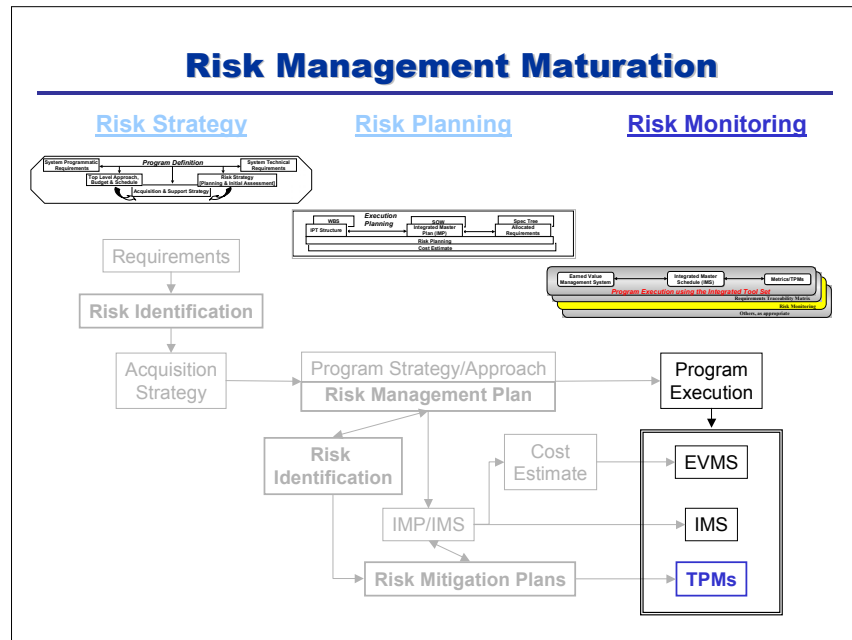 Risk Management Maturation
Risk Strategy
Risk Planning
Risk Monitoring
System Programmatic
Requirements
Program Definition
System Technical
Requirements
Top Level Approach,
Budget & Schedule
Risk Strategy
[Planning & Initial Assessment]
Acquisition & Support Strategy
WBS
Execution
Planning
SOW
Spec Tree
IPT Structure
Integrated Master
Plan (IMP)
Allocated
Requirements
Risk Planning
Cost Estimate
Earned Value
Management System
Integrated Master
Schedule (IMS)
Metrics/TPMs
Program Execution using the Integrated Tool Set
Requirements Traceability Matrix
Risk Monitoring
Others, as appropriate
Requirements
Risk Identification
Acquisition
Strategy
Program Strategy/Approach
Risk Management Plan
Program
Execution
Risk
Identification
Cost
Estimate
EVMS
IMP/IMS
IMS
Risk Mitigation Plans
TPMs